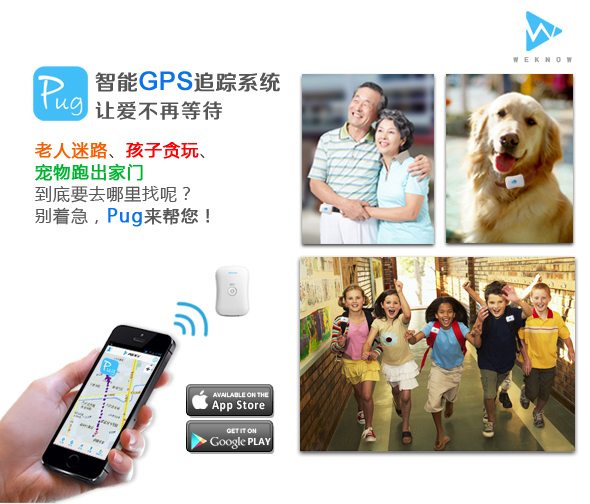 WEKNOW
Pug
智能GPS追踪系统
让爱不再等待
老人迷路、孩子贪玩、
宠物跑出家门
到底要去哪里找呢？
别着急，Pug来帮您！
Pug
AVAILABLE ON THE
App Store
GET IT ON
Google PLAY